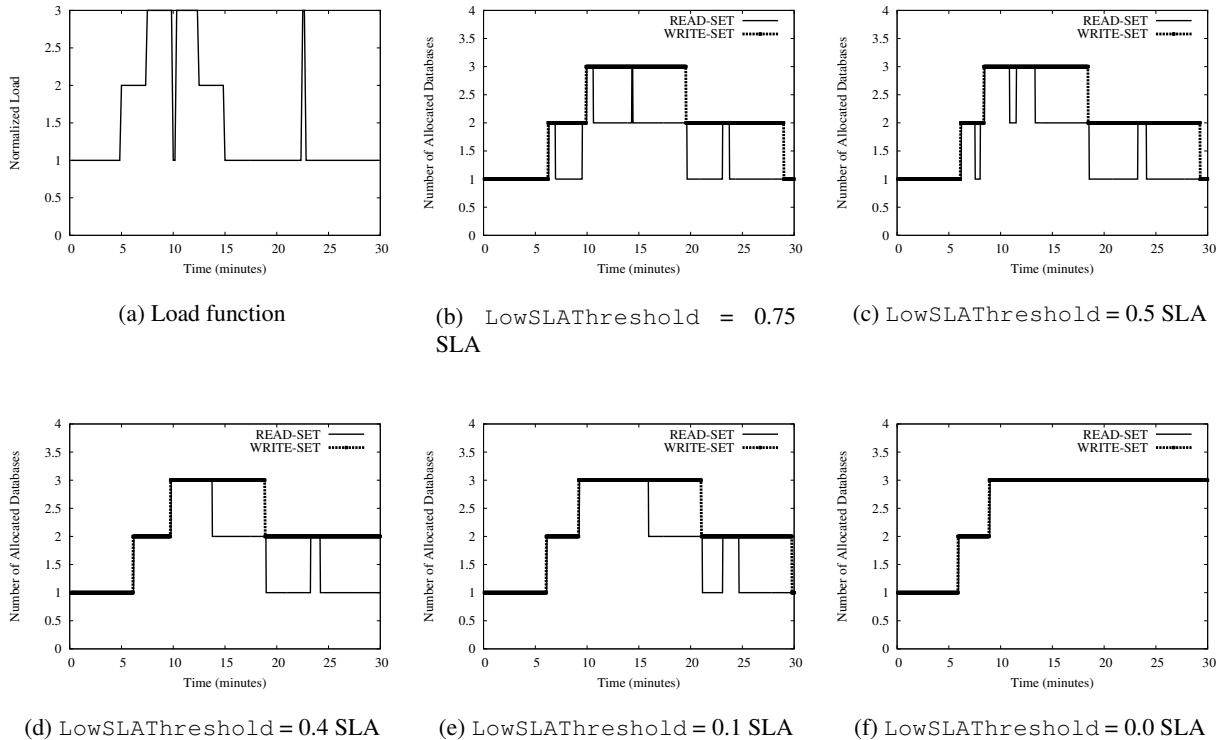 3
2.5
2
1.5
1
0.5
0
Normalized Load
0 5 10 15 20 25 30
Time (minutes)
(a) Load function
4
3.5
3
2.5
2
1.5
1
0.5
0
Number of Allocated Databases
READ-SET
WRITE-SET
0 5 10 15 20 25 30
Time (minutes)
(b) LowSLAThreshold = 0.75
SLA
4
3.5
3
2.5
2
1.5
1
0.5
0
Number of Allocated Databases
READ-SET
WRITE-SET
0 5 10 15 20 25 30
Time (minutes)
(c) LowSLAThreshold = 0.5 SLA
4
3.5
3
2.5
2
1.5
1
0.5
0
Number of Allocated Databases
READ-SET
WRITE-SET
0 5 10 15 20 25 30
Time (minutes)
(d) LowSLAThreshold = 0.4 SLA
4
3.5
3
2.5
2
1.5
1
0.5
0
Number of Allocated Databases
READ-SET
WRITE-SET
0 5 10 15 20 25 30
Time (minutes)
(e) LowSLAThreshold = 0.1 SLA
4
3.5
3
2.5
2
1.5
1
0.5
0
Number of Allocated Databases
READ-SET
WRITE-SET
0 5 10 15 20 25 30
Time (minutes)
(f) LowSLAThreshold = 0.0 SLA